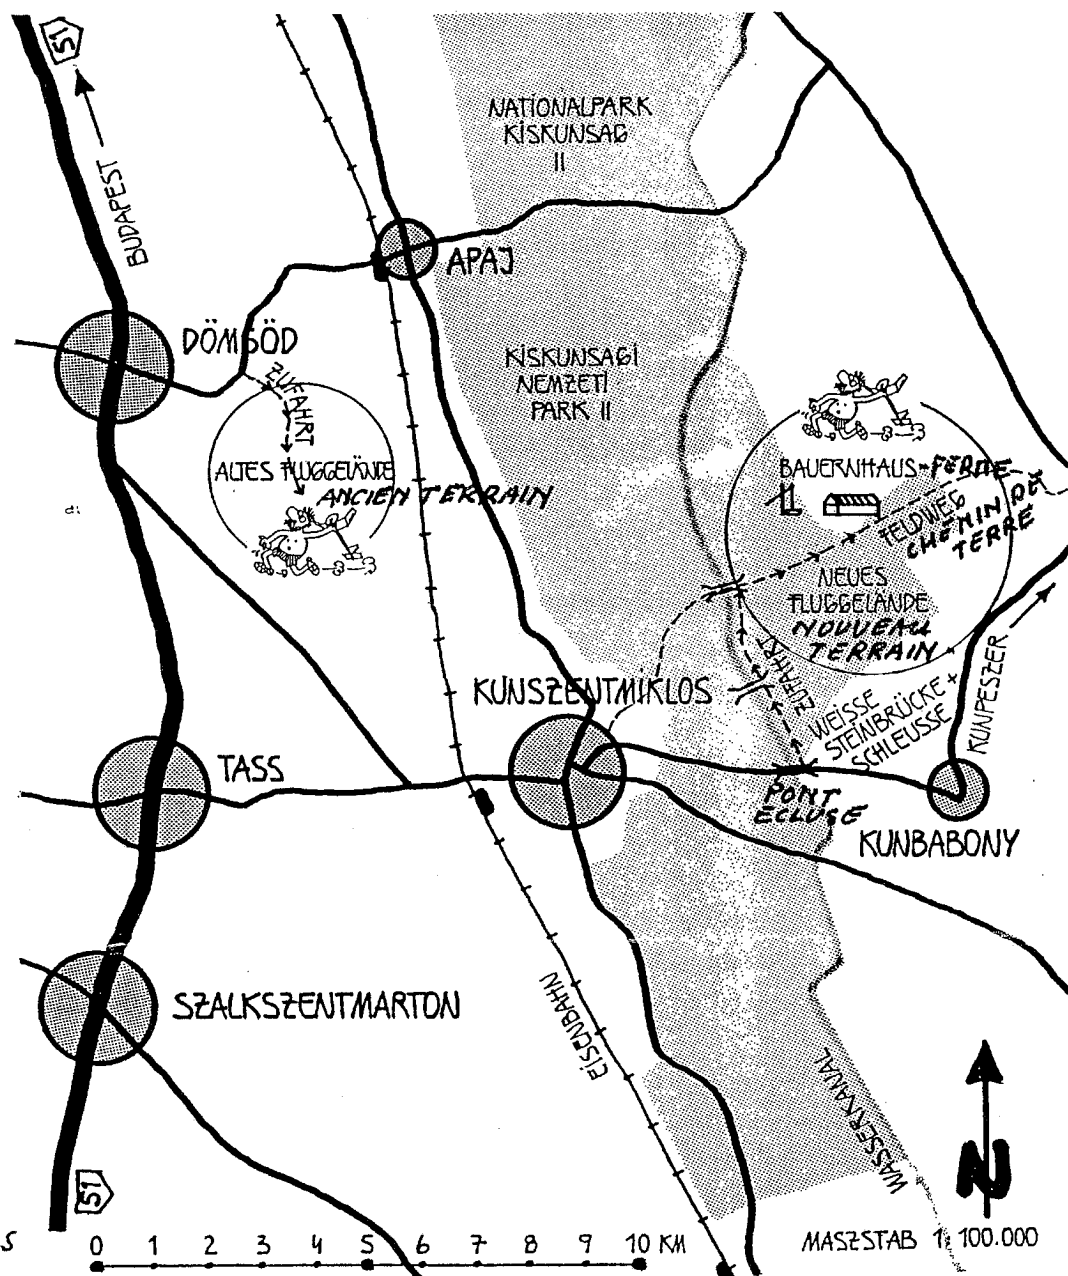 51
BUDAPEST
NATIONALPARK
KISKUNSAG
II
APAJ
DÖMSÖD
ZUFAHRT
ALTES FLUGGELÄNDE
ANCIEN TERRAIN
KISKUNSAGI
NEMZETI
PARK II
BAUERNHAUS-FERME
FELDWEG
CHEMIN DE
TERRE
NEUES
FLUGGELANDE
NOUVEAU
TERRAIN
ZUFAHRT
KUNSZENTMIKLOS
WEISSE
STEINBRÜCKE +
SCHLEUSSE
KUNPESZER
TASS
PONT
ECLUSE
KUNBABONY
SZALKSZENTMARTON
EISENBAHN
WASSERKANAL
N
51
S
0 1 2 3 4 5 6 7 8 9 10 KM
MASZSTAB 1:100.000